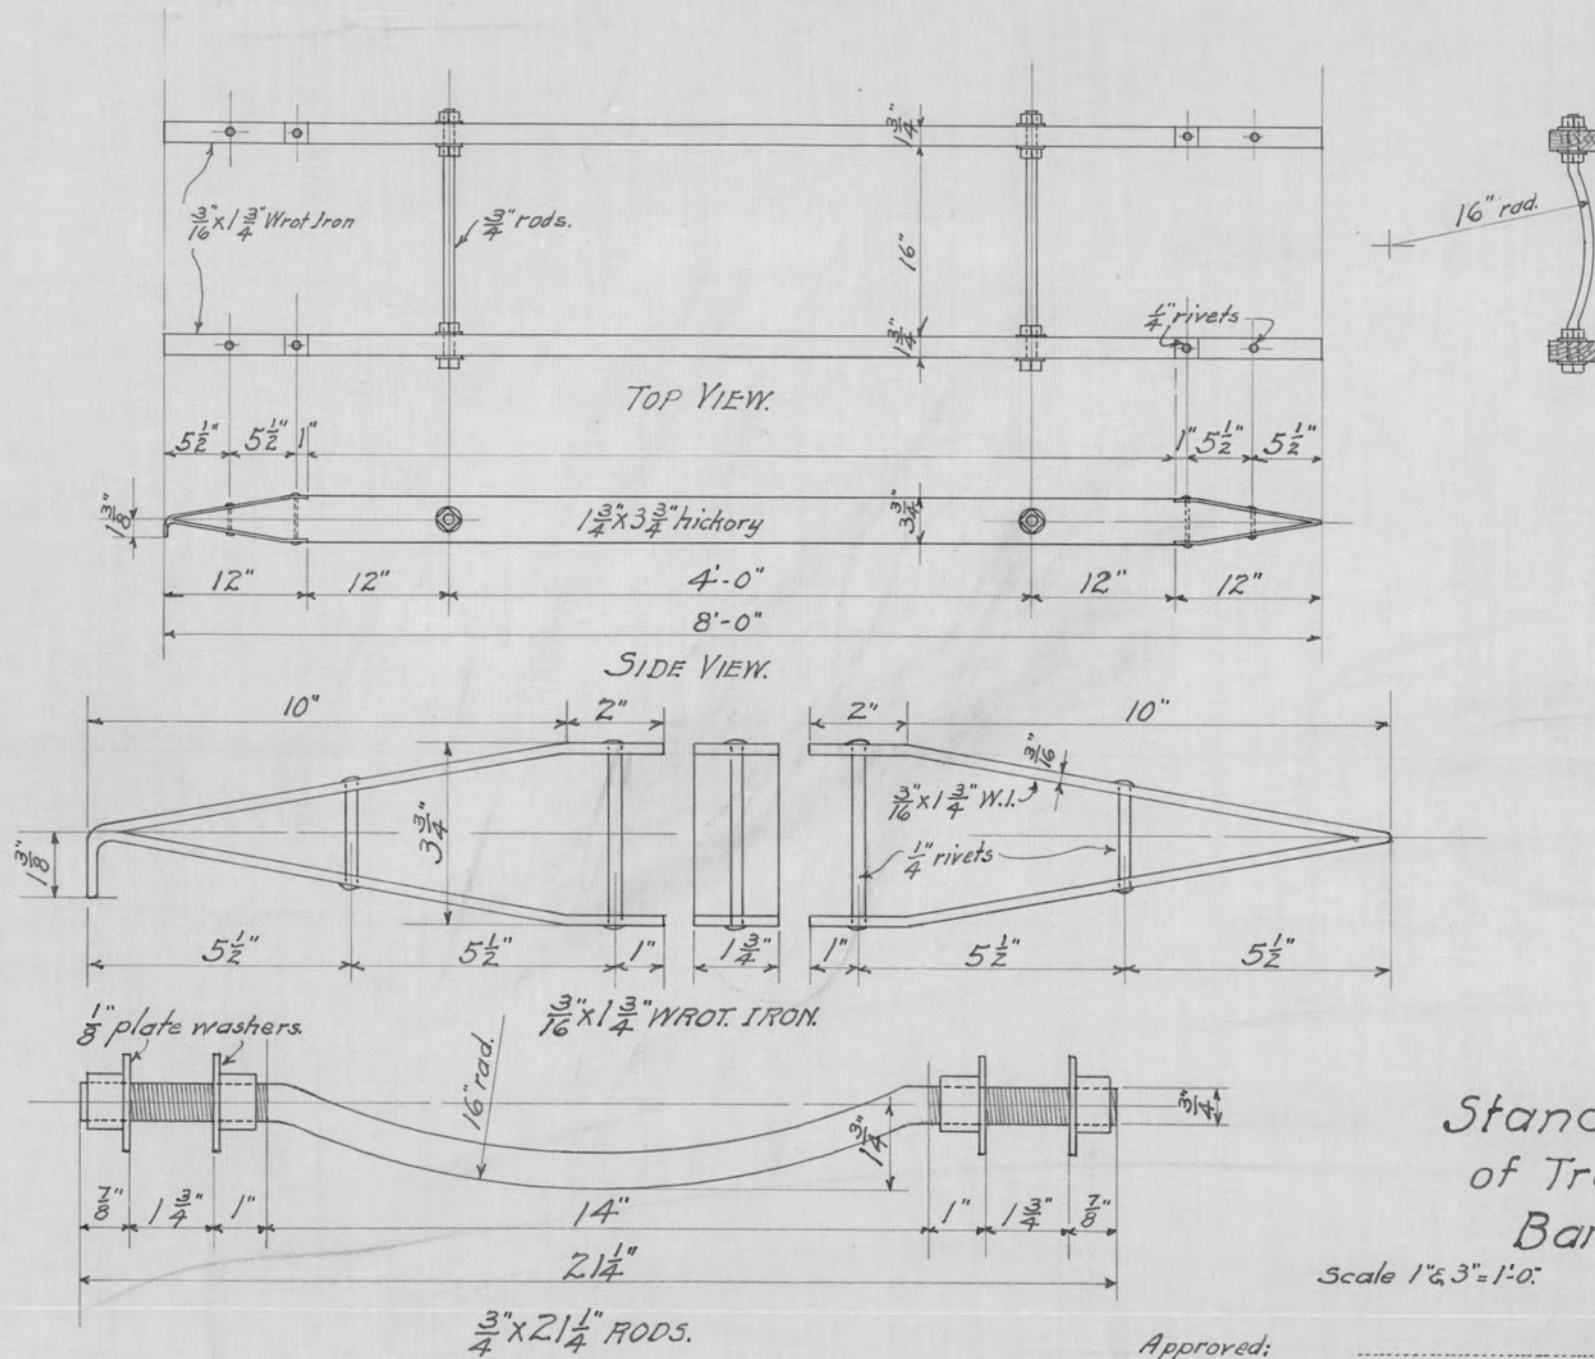 1 3/4"
3/16" x 1 3/4" Wrot Iron
3/4" rods.
16"
16" rad.
1/4" rivets
1 3/4"
TOP VIEW.
5 1/2" 5 1/2" 1" 1" 5 1/2" 5 1/2"
1 3/8"
1 3/4" x 3 3/4" hickory
3 3/4"
12" 12" 4'-0" 12" 12"
8'-0"
SIDE VIEW.
10" 2" 2" 10"
3/16"
3/16" x 1 3/4" W.I.
3 3/4"
1 3/8"
1/4" rivets
5 1/2" 5 1/2" 1" 1 3/4" 1" 5 1/2" 5 1/2"
3/16" x 1 3/4" WROT. IRON.
1/8" plate washers.
16" rad.
1 3/4"
3/4"
7/8" 1 3/4" 1" 14" 1" 1 3/4" 7/8"
21 1/4"
3/4" x 21 1/4" RODS.
Stand
of Tr
Bar
Scale 1" & 3" = 1'-0".
Approved: